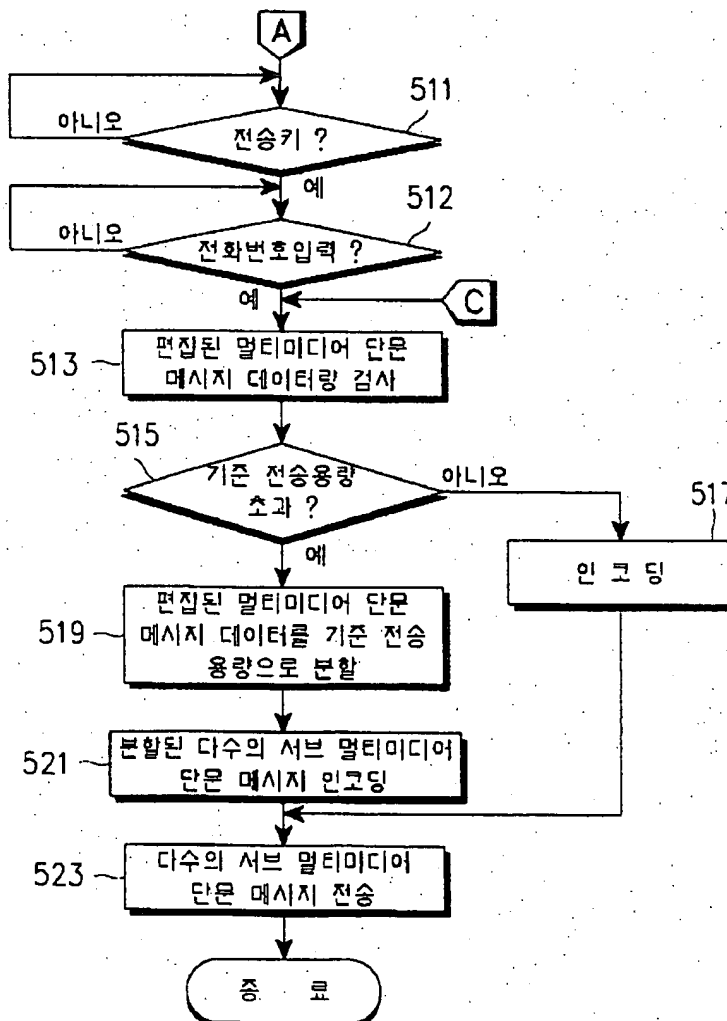 A
511
아니오
전송키 ?
예
512
아니오
전화번호입력 ?
예
C
513
편집된 멀티미디어 단문
메시지 데이터량 검사
515
기준 전송용량
초과 ?
아니오
517
예
인 코 딩
519
편집된 멀티미디어 단문
메시지 데이터를 기준 전송
용량으로 분할
521
분할된 다수의 서브 멀티미디어
단문 메시지 인코딩
523
다수의 서브 멀티미디어
단문 메시지 전송
종 료